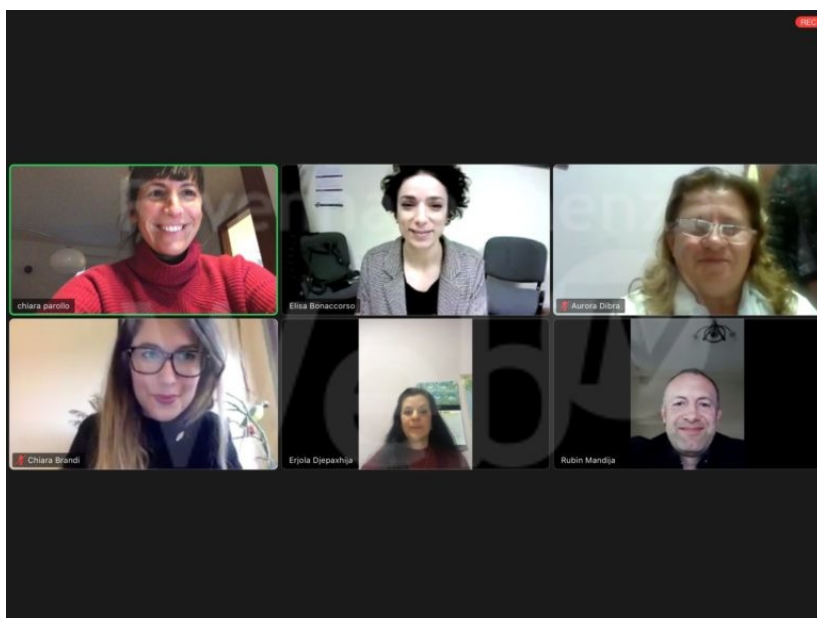 REC
chiara parollo
Elisa Bonaccorso
Aurora Dibra
Chiara Brandi
Erjola Djepaxhija
Rubin Mandija